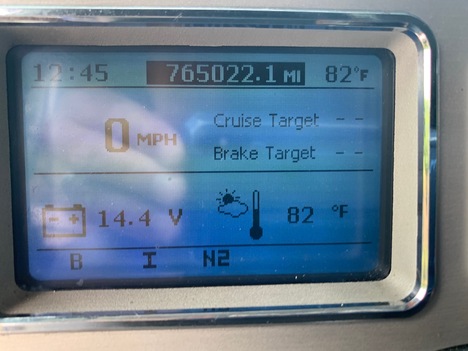 12:45 765022.1 MI 82°F
0 MPH
Cruise Target - -
Brake Target - -
- + 14.4 V 82 °F
B I N2